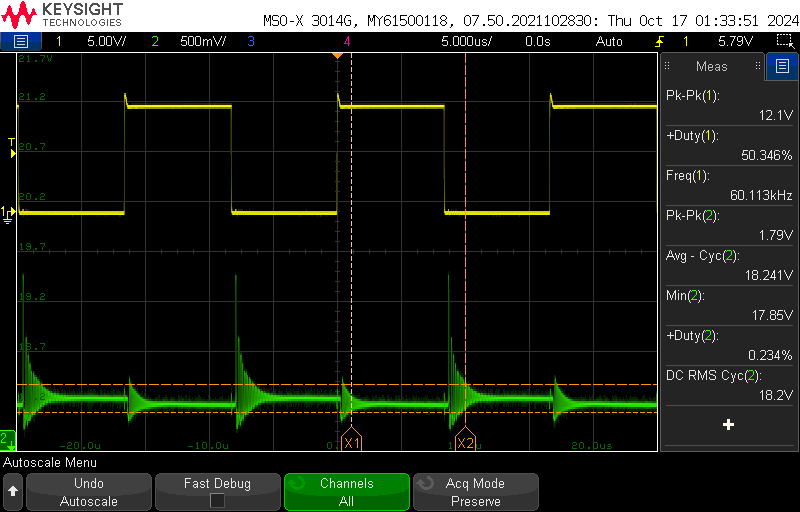 KEYSIGHT
TECHNOLOGIES
MSO-X 3014G, MY61500118, 07.50.2021102830: Thu Oct 17 01:33:51 2024
1 5.00V/ 2 500mV/ 3 4 5.000us/ 0.0s Auto 1 5.79V
21.7V
21.2
20.7
20.2
19.7
19.2
18.7
T
1
2
-20.0u -10.0u 20.0us
X1 X2
Meas
Pk-Pk(1):
12.1V
+Duty(1):
50.346%
Freq(1):
60.113kHz
Pk-Pk(2):
1.79V
Avg - Cyc(2):
18.241V
Min(2):
17.85V
+Duty(2):
0.234%
DC RMS Cyc(2):
18.2V
+
Autoscale Menu
Undo
Autoscale
Fast Debug
Channels
All
Acq Mode
Preserve